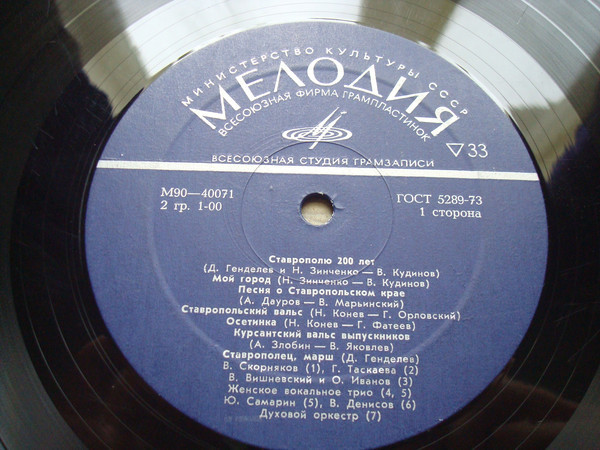 МИНИСТЕРСТВО КУЛЬТУРЫ СССР
МЕЛОДИЯ
ВСЕСОЮЗНАЯ ФИРМА ГРАМПЛАСТИНОК
▽33
ВСЕСОЮЗНАЯ СТУДИЯ ГРАМЗАПИСИ
М90—40071
2 гр. 1-00
ГОСТ 5289-73
1 сторона
Ставрополю 200 лет
(Д. Генделев и Н. Зинченко — В. Кудинов)
Мой город (Н. Зинченко — В. Кудинов)
Песня о Ставропольском крае
(А. Дауров — В. Марьинский)
Ставропольский вальс (Н. Конев — Г. Орловский)
Осетинка (Н. Конев — Г. Фатеев)
Курсантский вальс выпускников
(А. Злобин — В. Яковлев)
Ставрополец, марш (Д. Генделев)
В. Скорняков (1), Г. Таскаева (2)
В. Вишневский и О. Иванов (3)
Женское вокальное трио (4, 5)
Ю. Самарин (5), В. Денисов (6)
Духовой оркестр (7)